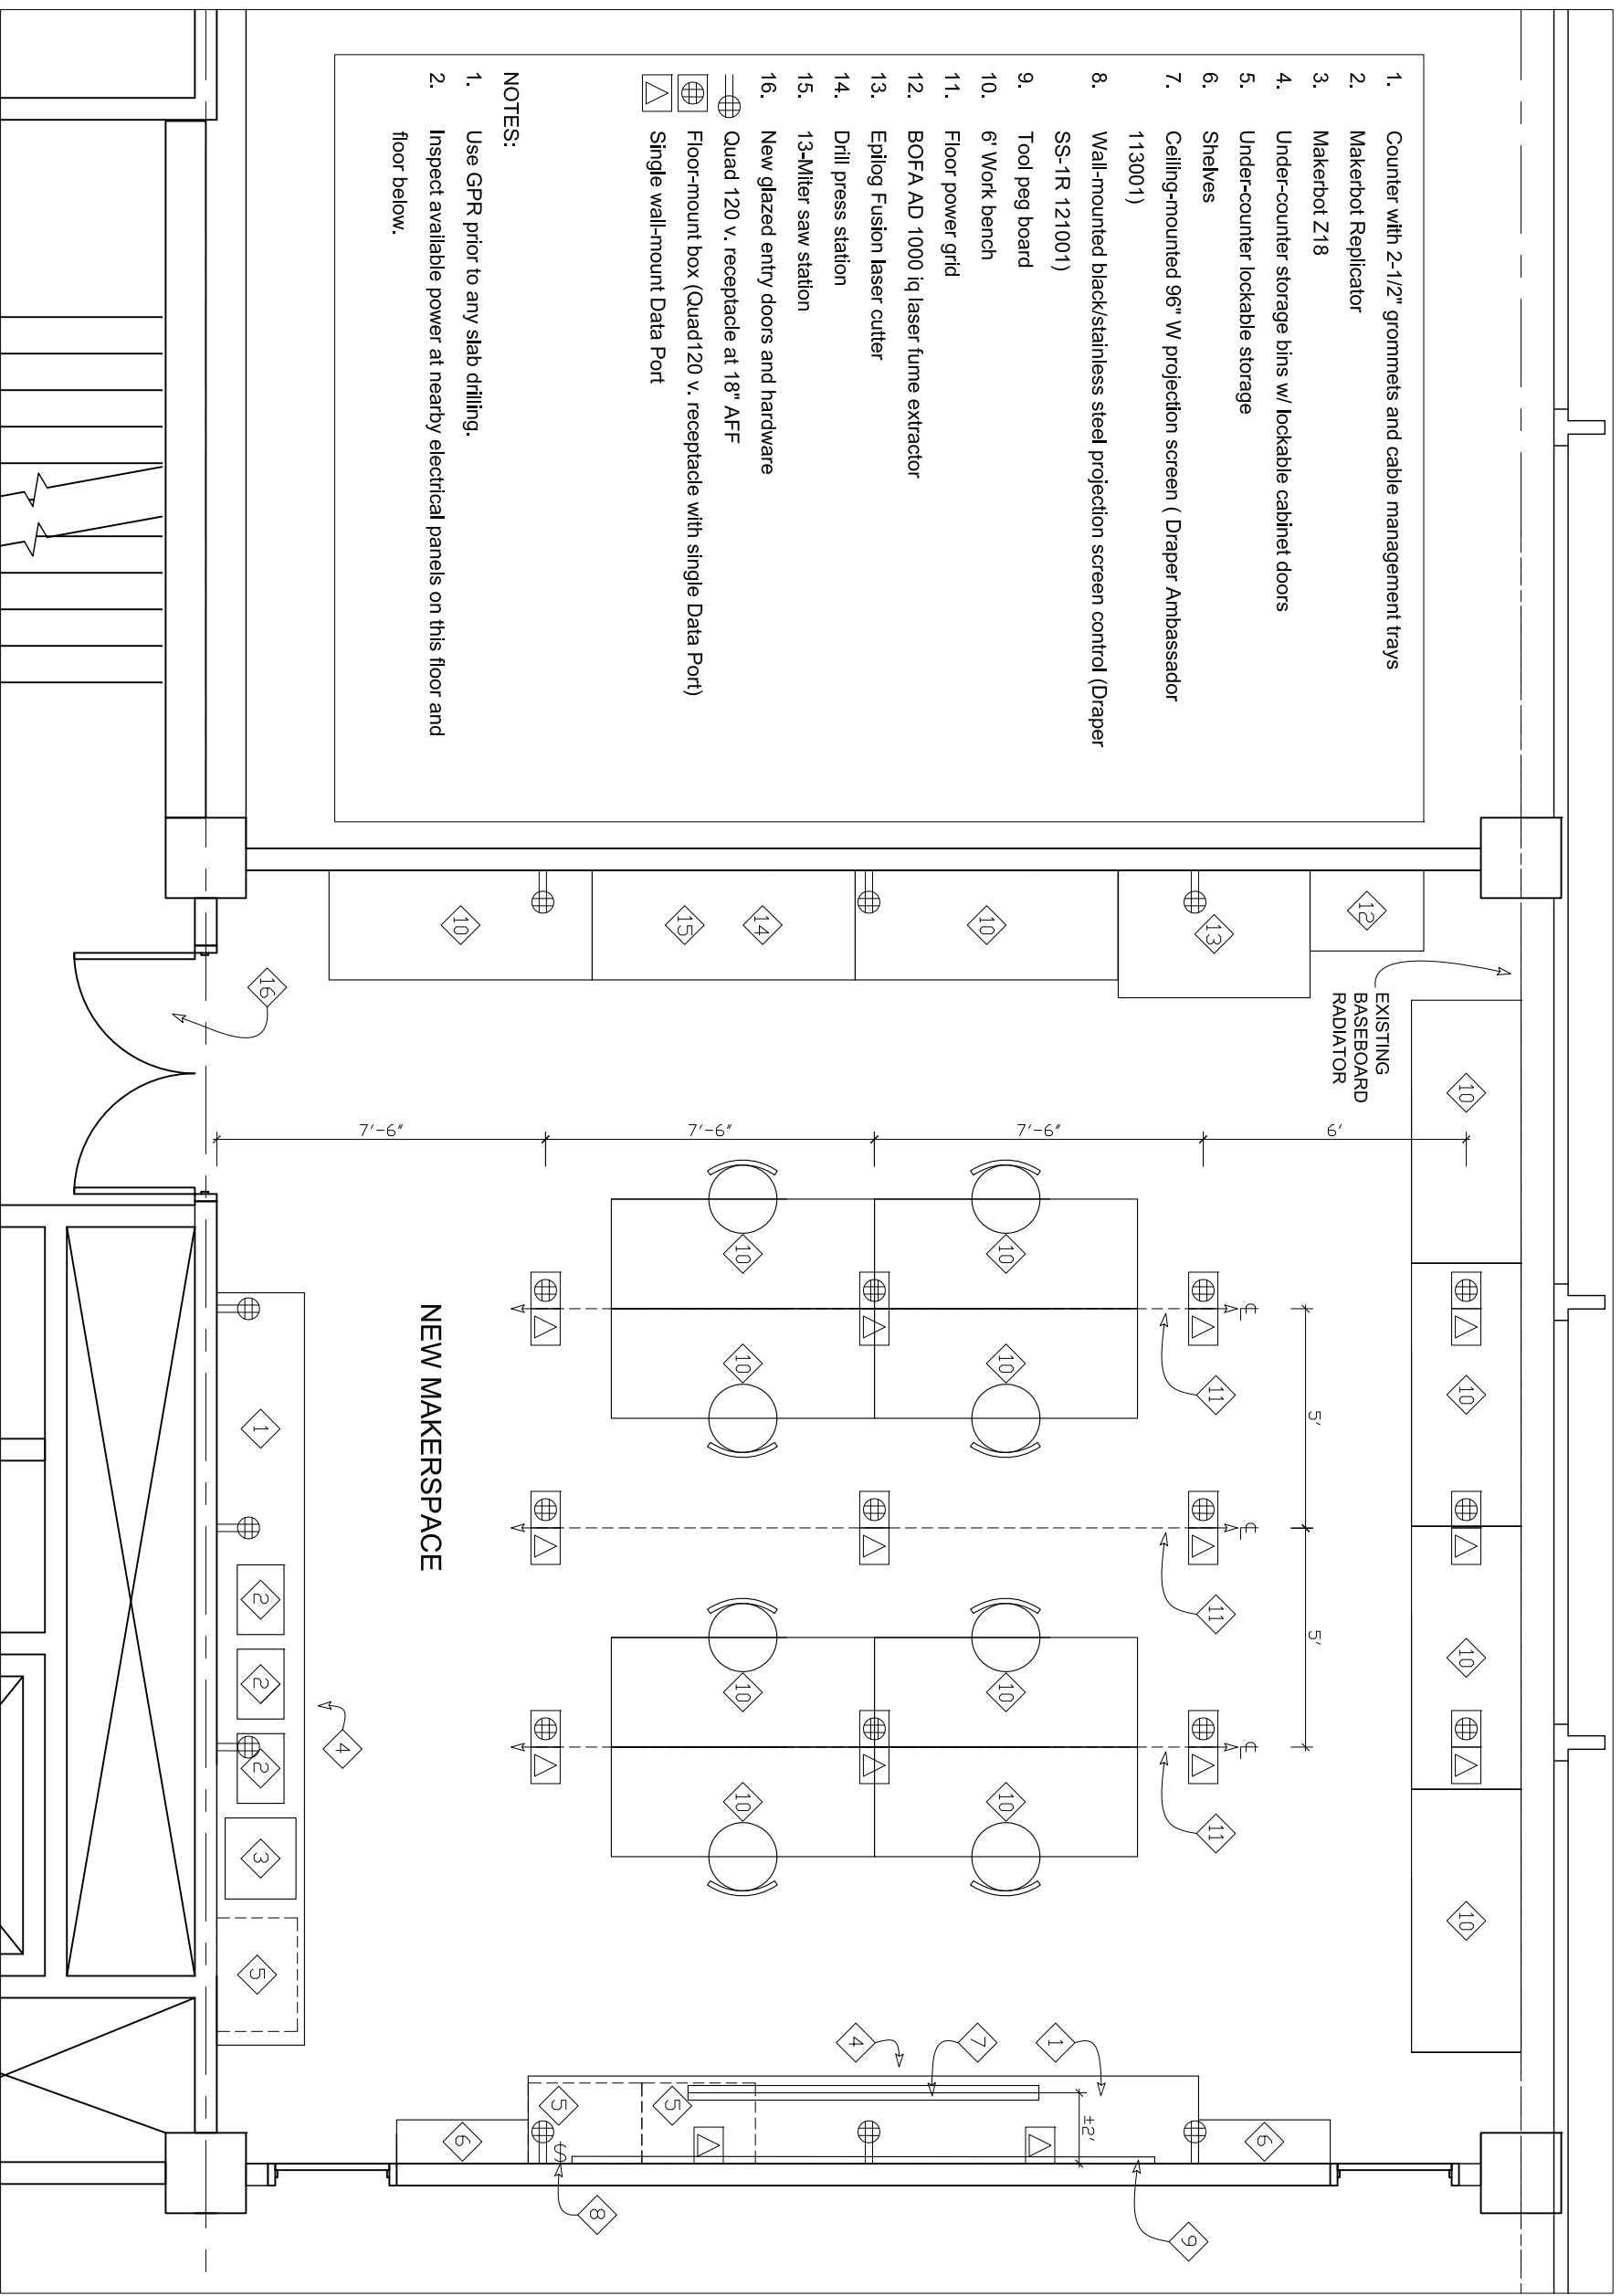 1. Counter with 2-1/2" grommets and cable management trays
2. Makerbot Replicator
3. Makerbot Z18
4. Under-counter storage bins w/ lockable cabinet doors
5. Under-counter lockable storage
6. Shelves
7. Ceiling-mounted 96" W projection screen ( Draper Ambassador
113001)
8. Wall-mounted black/stainless steel projection screen control (Draper
SS-1R 121001)
9. Tool peg board
10. 6' Work bench
11. Floor power grid
12. BOFA AD 1000 iq laser fume extractor
13. Epilog Fusion laser cutter
14. Drill press station
15. 13-Miter saw station
16. New glazed entry doors and hardware
Quad 120 v. receptacle at 18" AFF
Floor-mount box (Quad120 v. receptacle with single Data Port)
Single wall-mount Data Port
NOTES:
1. Use GPR prior to any slab drilling.
2. Inspect available power at nearby electrical panels on this floor and
floor below.
12
13
10
14
15
10
16
EXISTING
BASEBOARD
RADIATOR
10
10
10
10
6'
7'-6"
7'-6"
7'-6"
10
10
10
10
10
10
10
10
CL
CL
CL
11
11
11
5'
5'
NEW MAKERSPACE
1
2
2
2
3
5
4
1
7
4
5
5
±2'
6
6
S
8
9